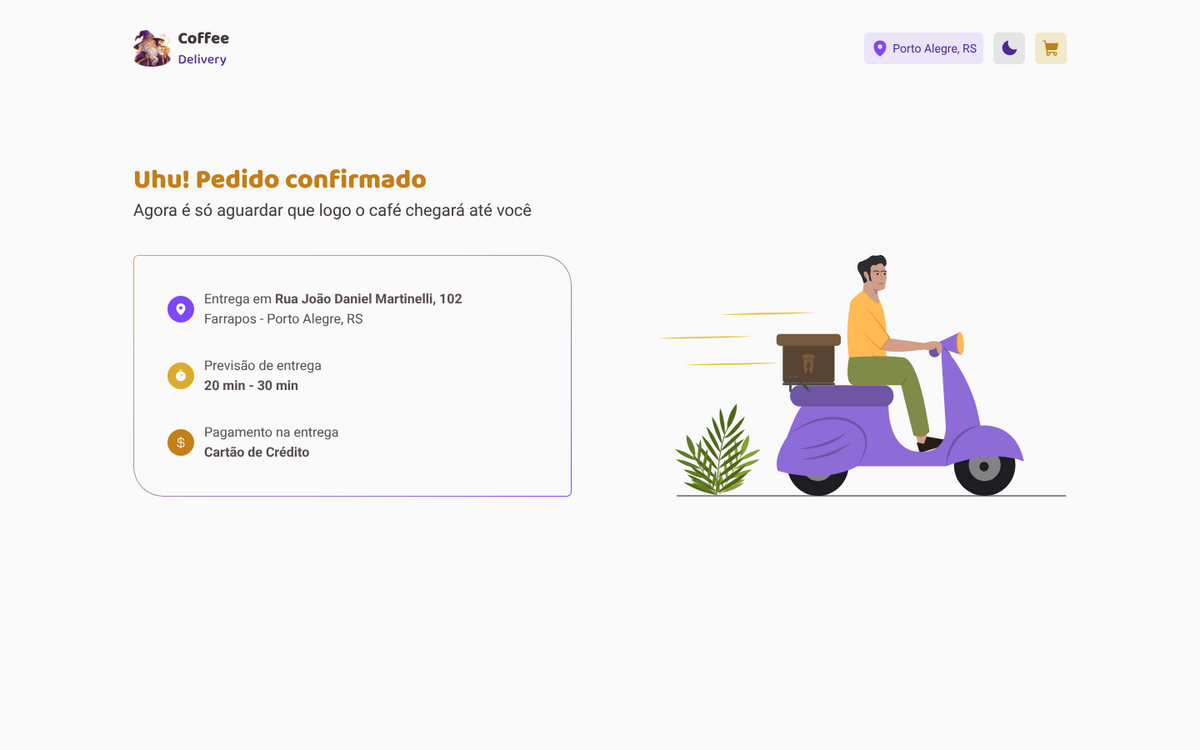 Coffee
Delivery
Porto Alegre, RS
Uhu! Pedido confirmado
Agora é só aguardar que logo o café chegará até você
Entrega em Rua João Daniel Martinelli, 102
Farrapos - Porto Alegre, RS
Previsão de entrega
20 min - 30 min
$
Pagamento na entrega
Cartão de Crédito